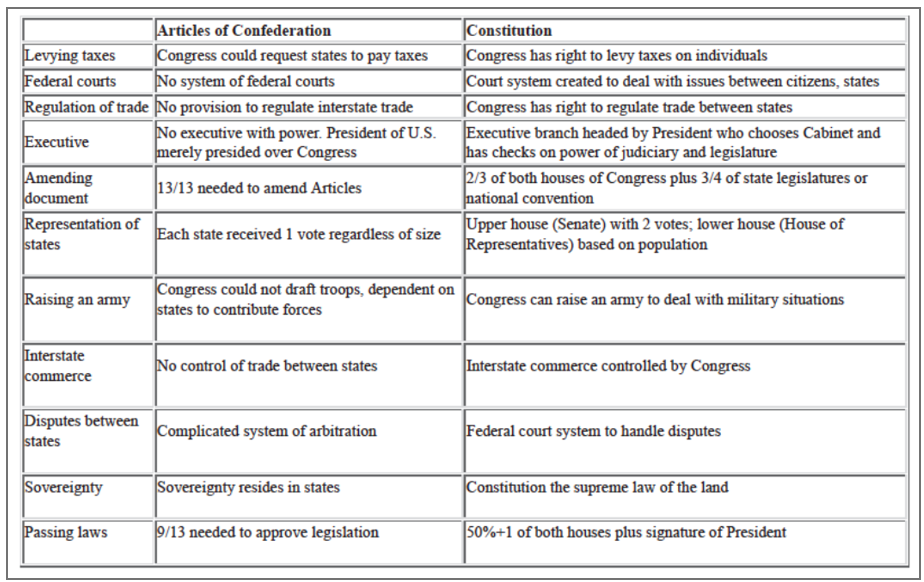 Articles of Confederation Constitution
Levying taxes Congress could request states to pay taxes Congress has right to levy taxes on individuals
Federal courts No system of federal courts Court system created to deal with issues between citizens, states
Regulation of trade No provision to regulate interstate trade Congress has right to regulate trade between states
Executive
No executive with power. President of U.S.
merely presided over Congress
Executive branch headed by President who chooses Cabinet and
has checks on power of judiciary and legislature
Amending
document
13/13 needed to amend Articles
2/3 of both houses of Congress plus 3/4 of state legislatures or
national convention
Representation of
states
Each state received 1 vote regardless of size
Upper house (Senate) with 2 votes; lower house (House of
Representatives) based on population
Raising an army
Congress could not draft troops, dependent on
states to contribute forces
Congress can raise an army to deal with military situations
Interstate
commerce
No control of trade between states
Interstate commerce controlled by Congress
Disputes between
states
Complicated system of arbitration
Federal court system to handle disputes
Sovereignty Sovereignty resides in states Constitution the supreme law of the land
Passing laws 9/13 needed to approve legislation 50%+1 of both houses plus signature of President